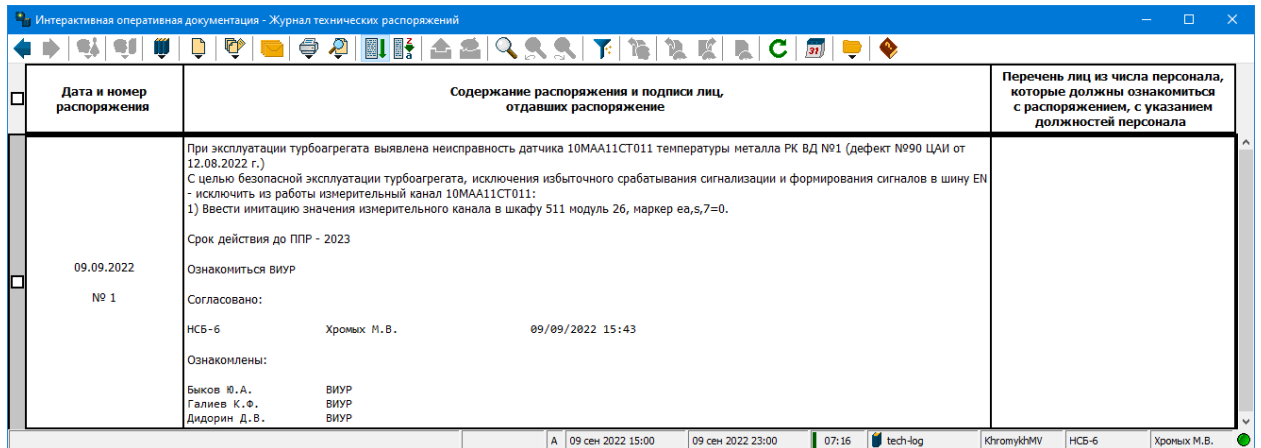 Интерактивная оперативная документация - Журнал технических распоряжений
31
Дата и номер
распоряжения
Содержание распоряжения и подписи лиц,
отдавших распоряжение
Перечень лиц из числа персонала,
которые должны ознакомиться
с распоряжением, с указанием
должностей персонала
При эксплуатации турбоагрегата выявлена неисправность датчика 10MAA11CT011 температуры металла РК ВД №1 (дефект №90 ЦАИ от
12.08.2022 г.)
С целью безопасной эксплуатации турбоагрегата, исключения избыточного срабатывания сигнализации и формирования сигналов в шину EN
- исключить из работы измерительный канал 10MAA11CT011:
1) Ввести имитацию значения измерительного канала в шкафу 511 модуль 26, маркер ea,s,7=0.
Срок действия до ППР - 2023
09.09.2022
№ 1
Ознакомиться ВИУР
Согласовано:
НСБ-6 Хромых М.В. 09/09/2022 15:43
Ознакомлены:
Быков Ю.А. ВИУР
Галиев К.Ф. ВИУР
Дидорин Д.В. ВИУР
A 09 сен 2022 15:00 09 сен 2022 23:00 07:16 tech-log KhromykhMV НСБ-6 Хромых М.В.